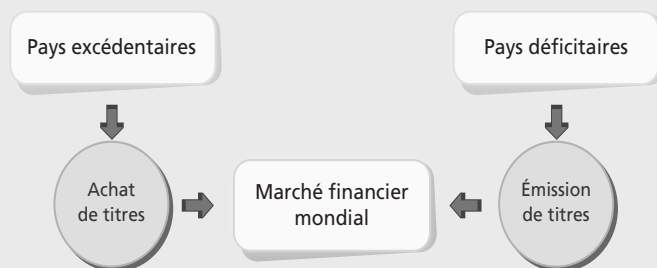 Pays excédentaires
Pays déficitaires
Achat
de titres
Marché financier
mondial
Émission
de titres